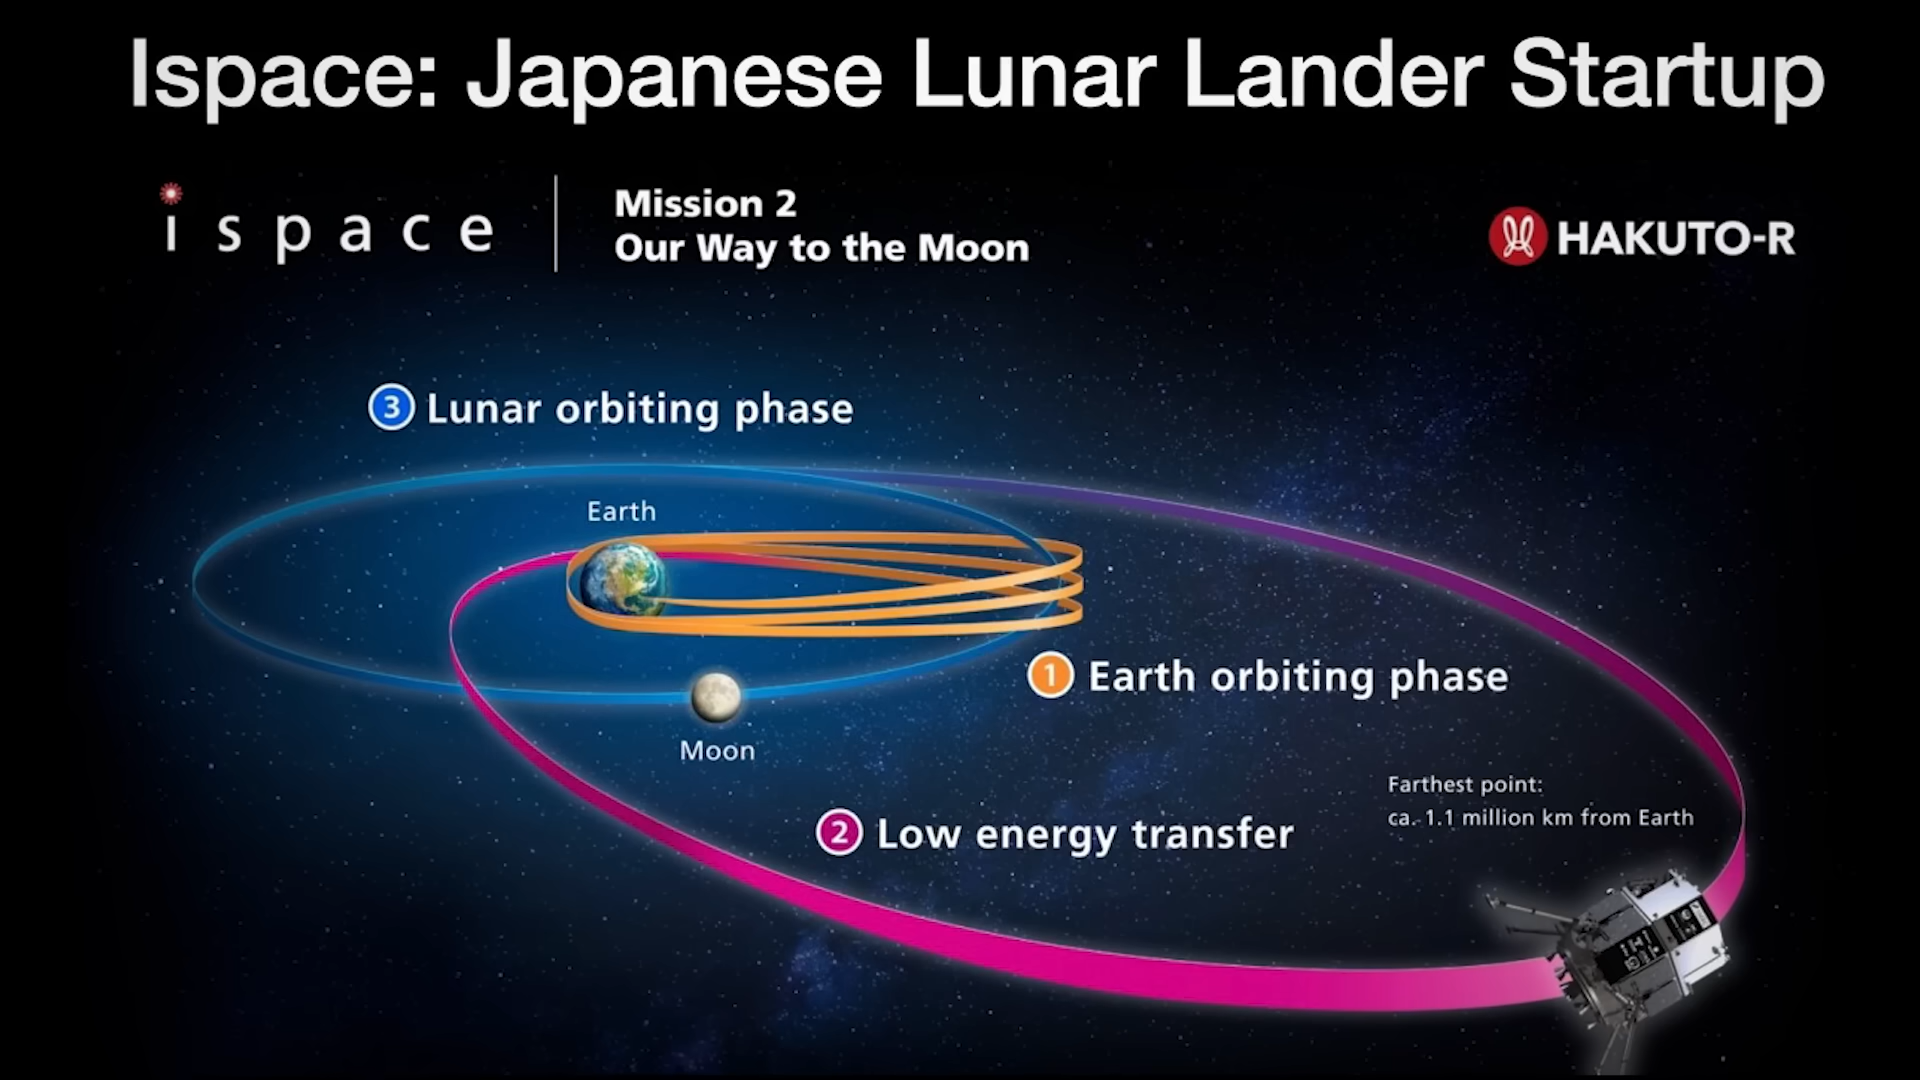 Ispace: Japanese Lunar Lander Startup
ispace
Mission 2
Our Way to the Moon
HAKUTO-R
3 Lunar orbiting phase
Earth
1 Earth orbiting phase
Moon
Farthest point:
ca. 1.1 million km from Earth
2 Low energy transfer